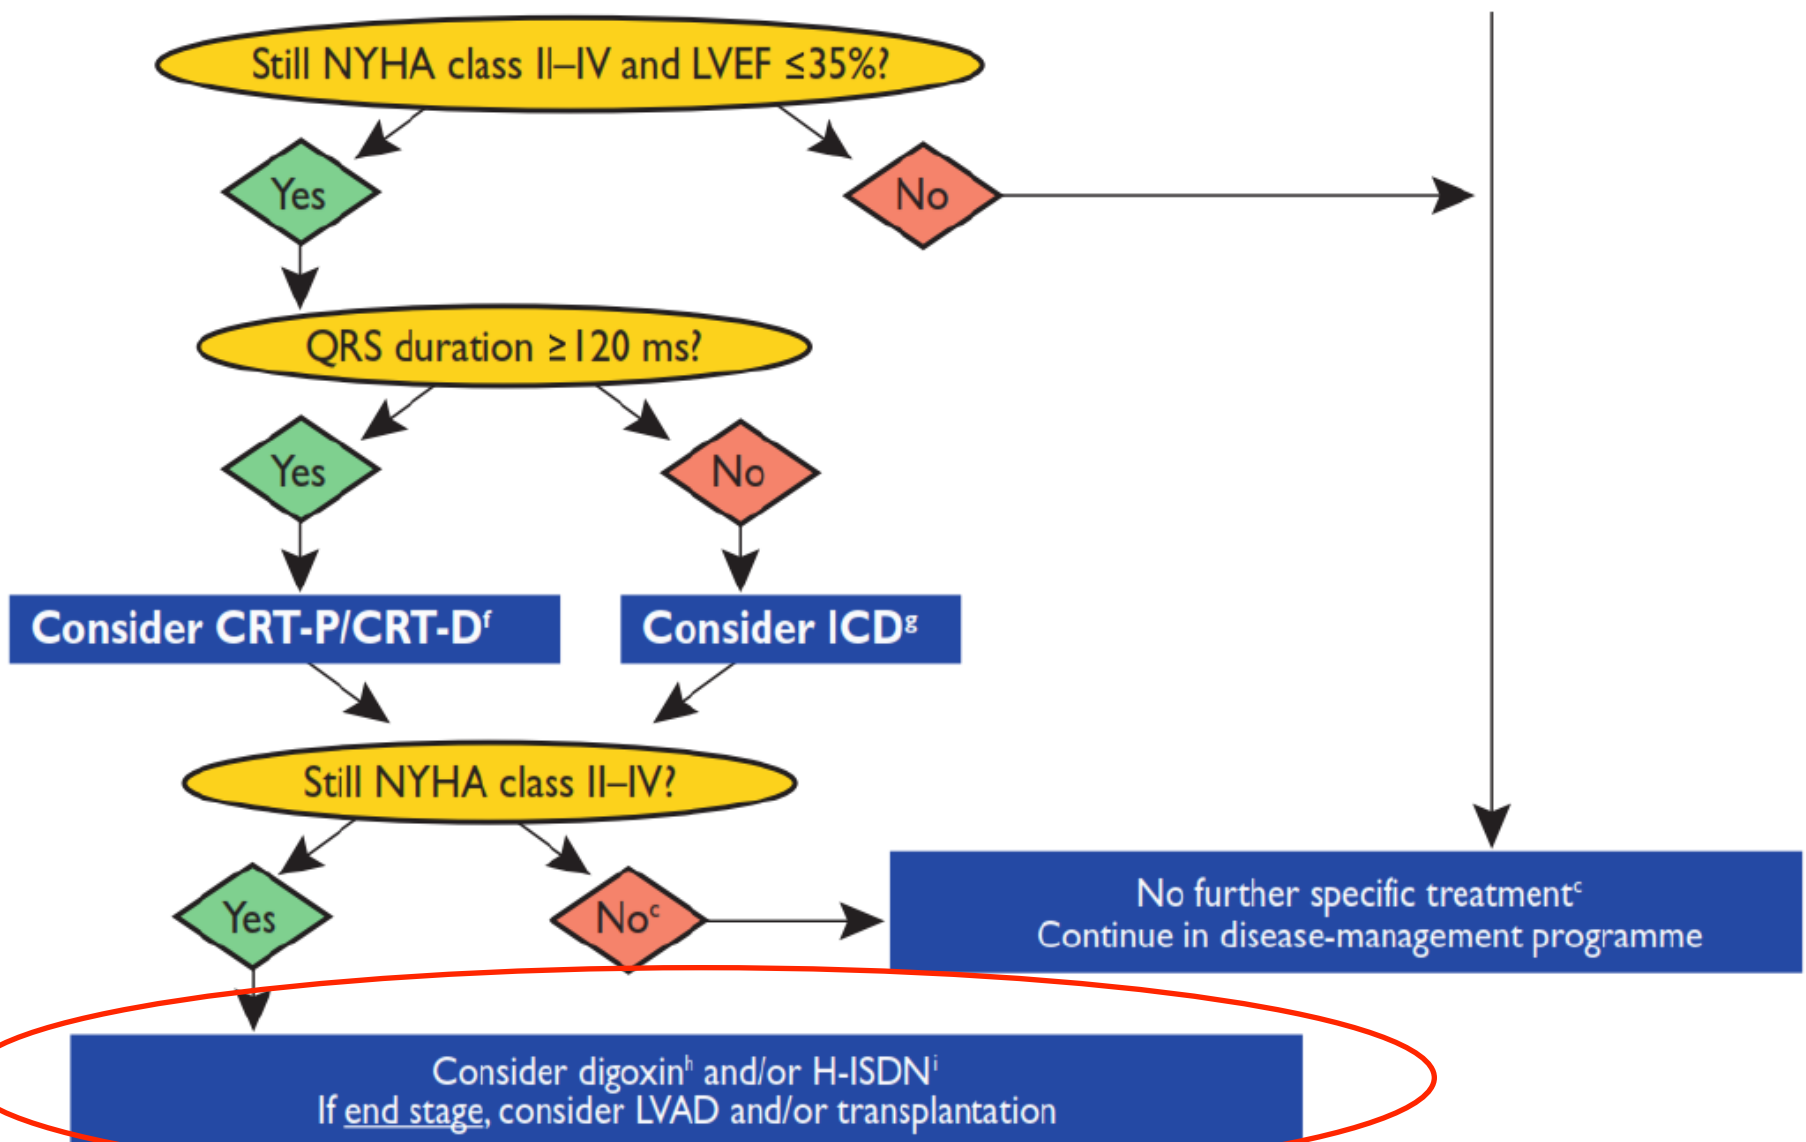 Still NYHA class II–IV and LVEF ≤35%?
Yes
No
QRS duration ≥120 ms?
Yes
No
Consider CRT-P/CRT-Dᶠ
Consider ICDᵍ
Still NYHA class II–IV?
Yes
Noᶜ
No further specific treatmentᶜ
Continue in disease-management programme
Consider digoxinʰ and/or H-ISDNⁱ
If end stage, consider LVAD and/or transplantation